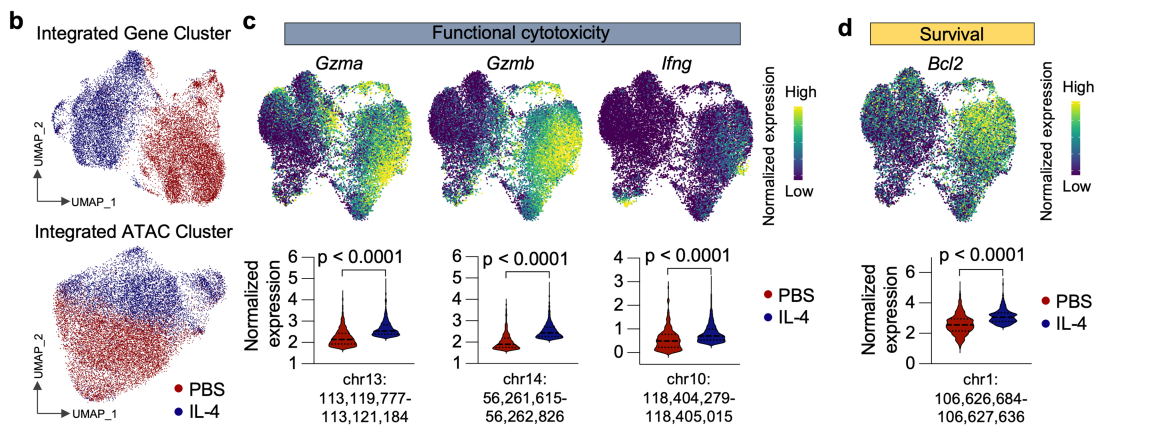 b
Integrated Gene Cluster
UMAP_2
UMAP_1
Integrated ATAC Cluster
UMAP_2
UMAP_1
PBS
IL-4
c
Functional cytotoxicity
Gzma
Gzmb
Ifng
Normalized expression
High
Low
Normalized
expression
6
5
4
3
2
1
p < 0.0001
chr13:
113,119,777-
113,121,184
6
5
4
3
2
1
p < 0.0001
chr14:
56,261,615-
56,262,826
4
3
2
1
0
p < 0.0001
chr10:
118,404,279-
118,405,015
PBS
IL-4
d
Survival
Bcl2
Normalized expression
High
Low
Normalized
expression
6
4
2
0
p < 0.0001
chr1:
106,626,684-
106,627,636
PBS
IL-4